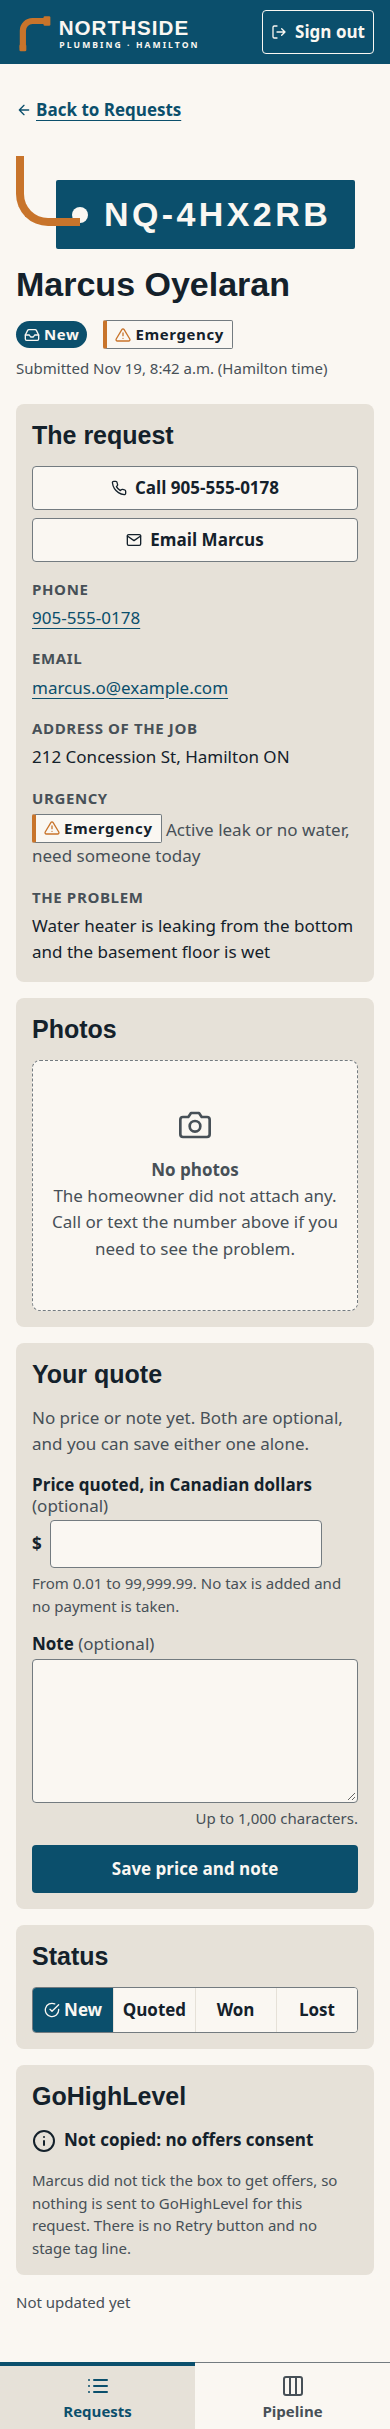 NORTHSIDE
PLUMBING · HAMILTON
Sign out
Back to Requests
NQ-4HX2RB
Marcus Oyelaran
New
Emergency
Submitted Nov 19, 8:42 a.m. (Hamilton time)
The request
Call 905-555-0178
Email Marcus
PHONE
905-555-0178
EMAIL
marcus.o@example.com
ADDRESS OF THE JOB
212 Concession St, Hamilton ON
URGENCY
Emergency Active leak or no water,
need someone today
THE PROBLEM
Water heater is leaking from the bottom
and the basement floor is wet
Photos
No photos
The homeowner did not attach any.
Call or text the number above if you
need to see the problem.
Your quote
No price or note yet. Both are optional,
and you can save either one alone.
Price quoted, in Canadian dollars
(optional)
$
From 0.01 to 99,999.99. No tax is added and
no payment is taken.
Note (optional)
Up to 1,000 characters.
Save price and note
Status
New Quoted Won Lost
GoHighLevel
Not copied: no offers consent
Marcus did not tick the box to get offers, so
nothing is sent to GoHighLevel for this
request. There is no Retry button and no
stage tag line.
Not updated yet
Requests
Pipeline